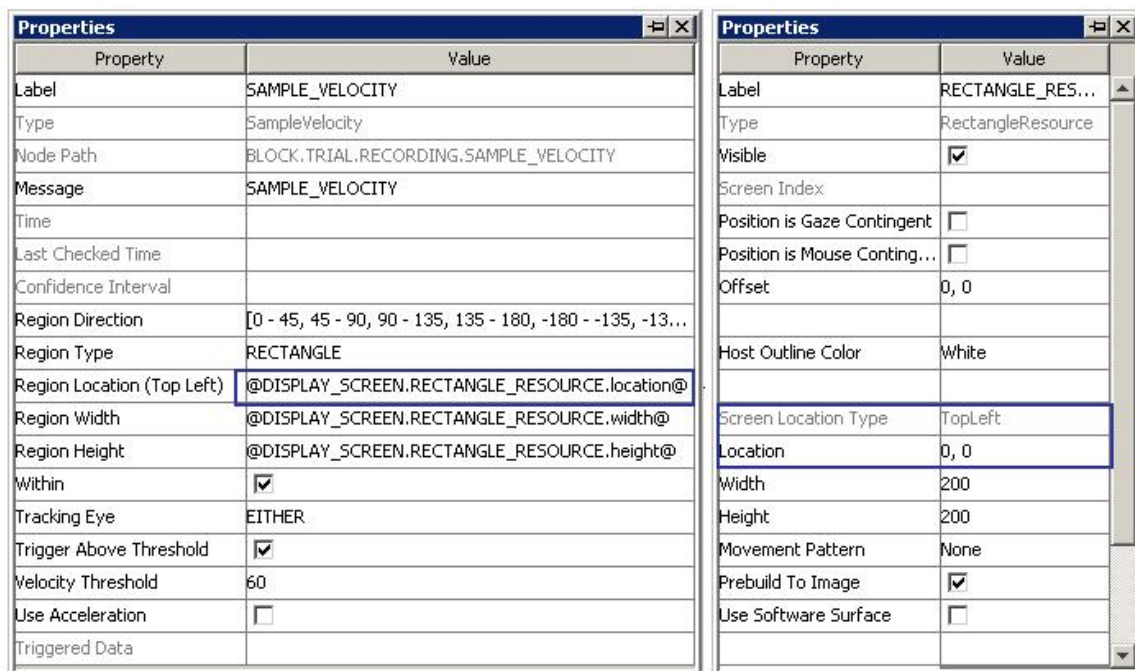 Properties
Property Value
Label SAMPLE_VELOCITY
Type SampleVelocity
Node Path BLOCK.TRIAL.RECORDING.SAMPLE_VELOCITY
Message SAMPLE_VELOCITY
Time
Last Checked Time
Confidence Interval
Region Direction [0 - 45, 45 - 90, 90 - 135, 135 - 180, -180 - -135, -13...
Region Type RECTANGLE
Region Location (Top Left) @DISPLAY_SCREEN.RECTANGLE_RESOURCE.location@
Region Width @DISPLAY_SCREEN.RECTANGLE_RESOURCE.width@
Region Height @DISPLAY_SCREEN.RECTANGLE_RESOURCE.height@
Within
Tracking Eye EITHER
Trigger Above Threshold
Velocity Threshold 60
Use Acceleration
Triggered Data
Properties
Property Value
Label RECTANGLE_RES...
Type RectangleResource
Visible
Screen Index
Position is Gaze Contingent
Position is Mouse Conting...
Offset 0, 0
Host Outline Color White
Screen Location Type TopLeft
Location 0, 0
Width 200
Height 200
Movement Pattern None
Prebuild To Image
Use Software Surface